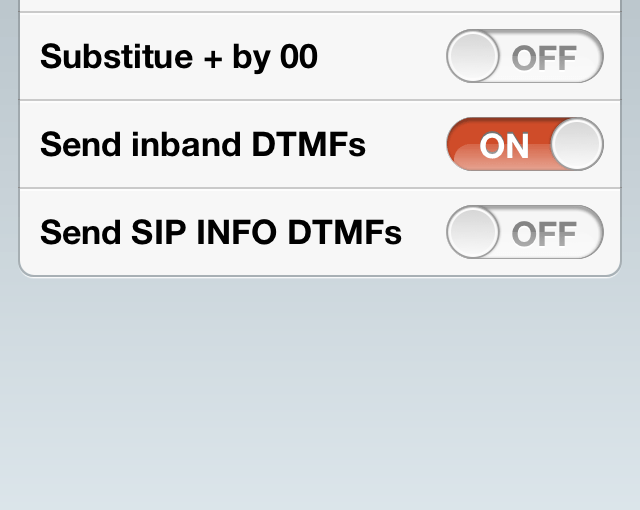 Substitue + by 00 OFF
Send inband DTMFs ON
Send SIP INFO DTMFs OFF